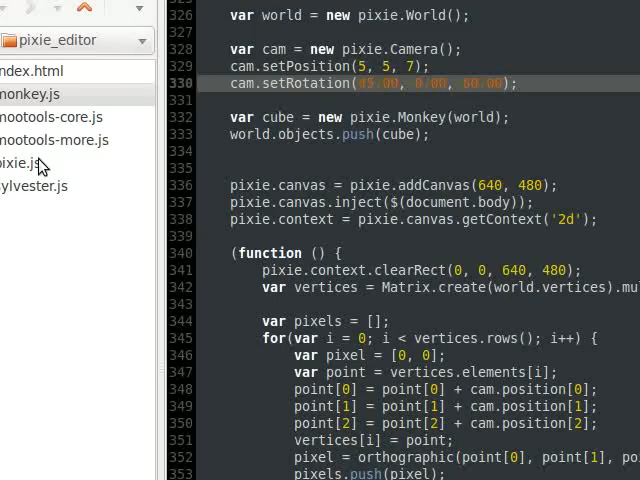 pixie_editor
ndex.html
monkey.js
mootools-core.js
mootools-more.js
pixie.js
sylvester.js
326 var world = new pixie.World();
327
328 var cam = new pixie.Camera();
329 cam.setPosition(5, 5, 7);
330 cam.setRotation(45.00, 0.00, 60.00);
331
332 var cube = new pixie.Monkey(world);
333 world.objects.push(cube);
334
335
336 pixie.canvas = pixie.addCanvas(640, 480);
337 pixie.canvas.inject($(document.body));
338 pixie.context = pixie.canvas.getContext('2d');
339
340 (function () {
341 pixie.context.clearRect(0, 0, 640, 480);
342 var vertices = Matrix.create(world.vertices).mu
343
344 var pixels = [];
345 for(var i = 0; i < vertices.rows(); i++) {
346 var pixel = [0, 0];
347 var point = vertices.elements[i];
348 point[0] = point[0] + cam.position[0];
349 point[1] = point[1] + cam.position[1];
350 point[2] = point[2] + cam.position[2];
351 vertices[i] = point;
352 pixel = orthographic(point[0], point[1], po
353 pixels.push(pixel);